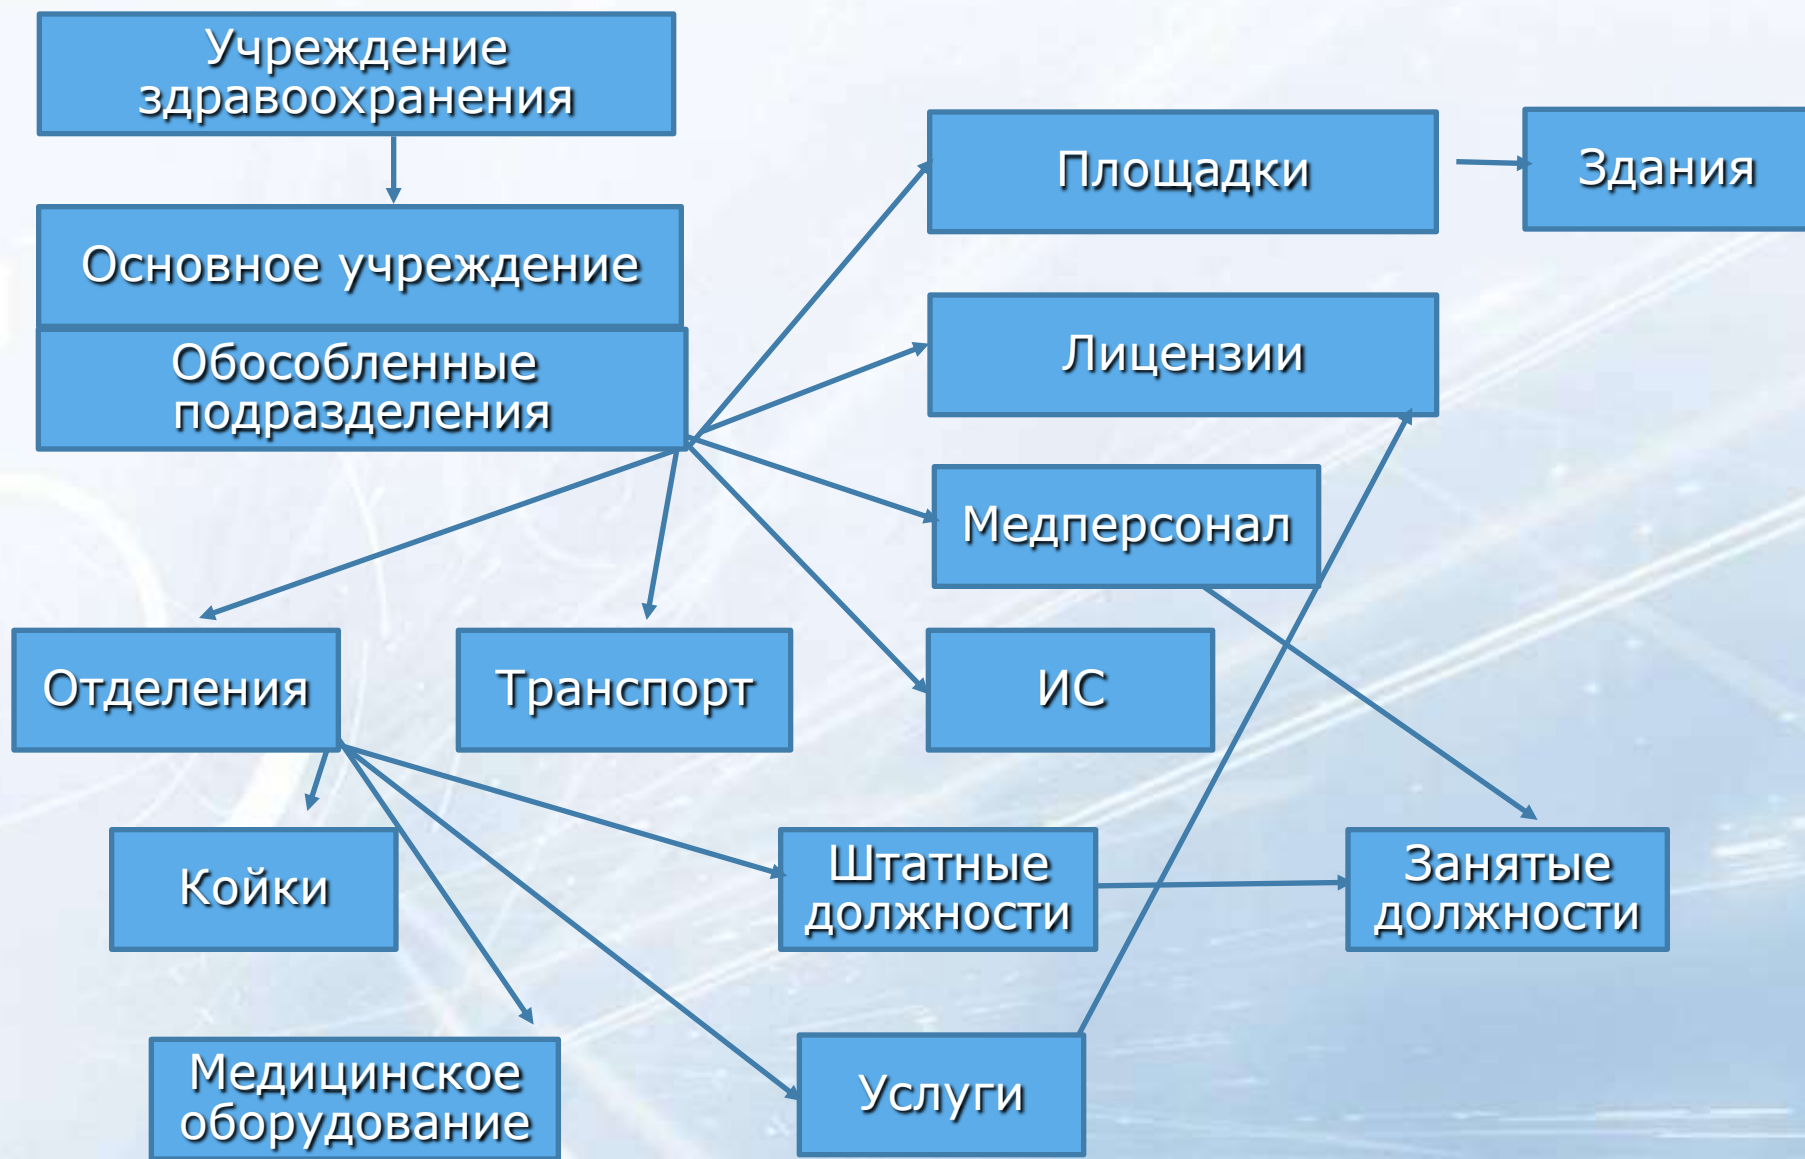 Учреждение
здравоохранения
Площадки
Здания
Основное учреждение
Обособленные
подразделения
Лицензии
Медперсонал
Отделения
Транспорт
ИС
Койки
Штатные
должности
Занятые
должности
Медицинское
оборудование
Услуги